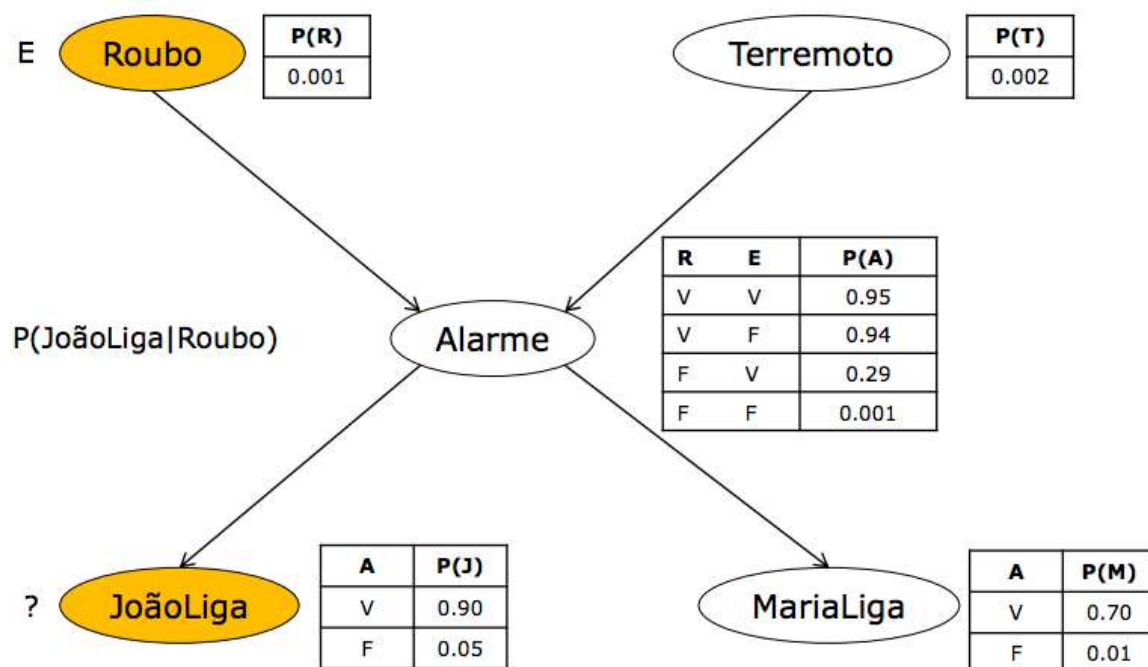 E Roubo
P(R)
0.001
Terremoto
P(T)
0.002
R E P(A)
V V 0.95
V F 0.94
F V 0.29
F F 0.001
P(JoãoLiga|Roubo)
Alarme
? JoãoLiga
A P(J)
V 0.90
F 0.05
MariaLiga
A P(M)
V 0.70
F 0.01